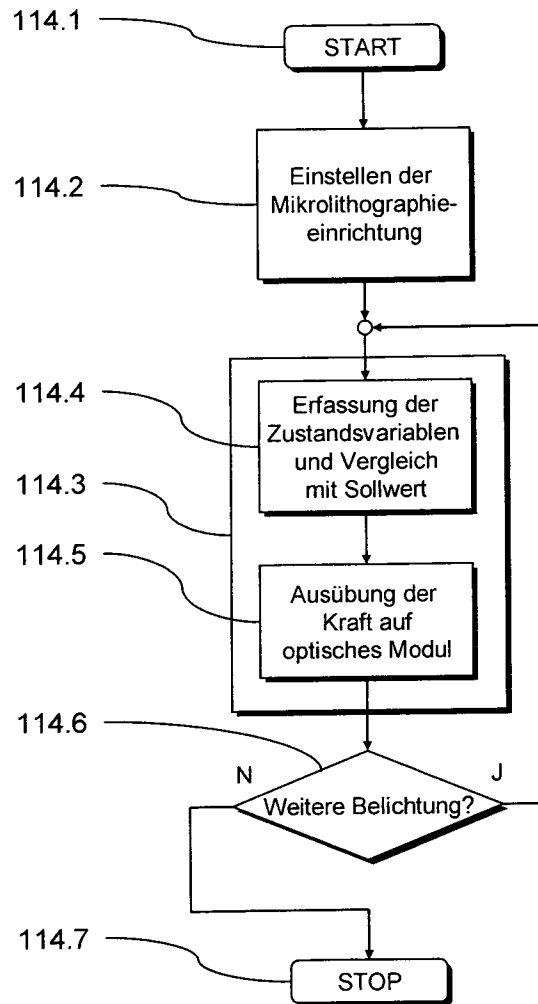 114.1
START
114.2
Einstellen der
Mikrolithographie-
einrichtung
114.4
Erfassung der
Zustandsvariablen
und Vergleich
mit Sollwert
114.3
114.5
Ausübung der
Kraft auf
optisches Modul
114.6
N
J
Weitere Belichtung?
114.7
STOP